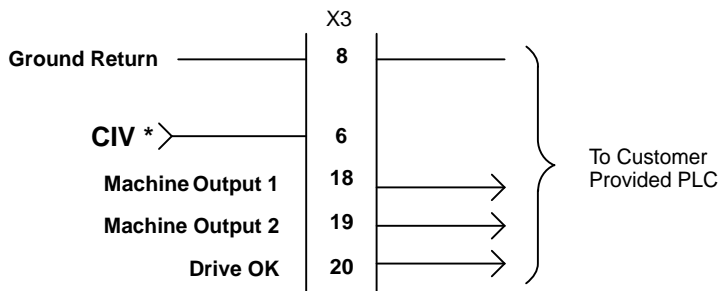 X3
Ground Return 8
CIV * 6
To Customer
Provided PLC
Machine Output 1 18
Machine Output 2 19
Drive OK 20